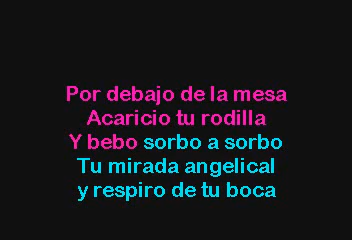 Por debajo de la mesa
Acaricio tu rodilla
Y bebo sorbo a sorbo
Tu mirada angelical
y respiro de tu boca